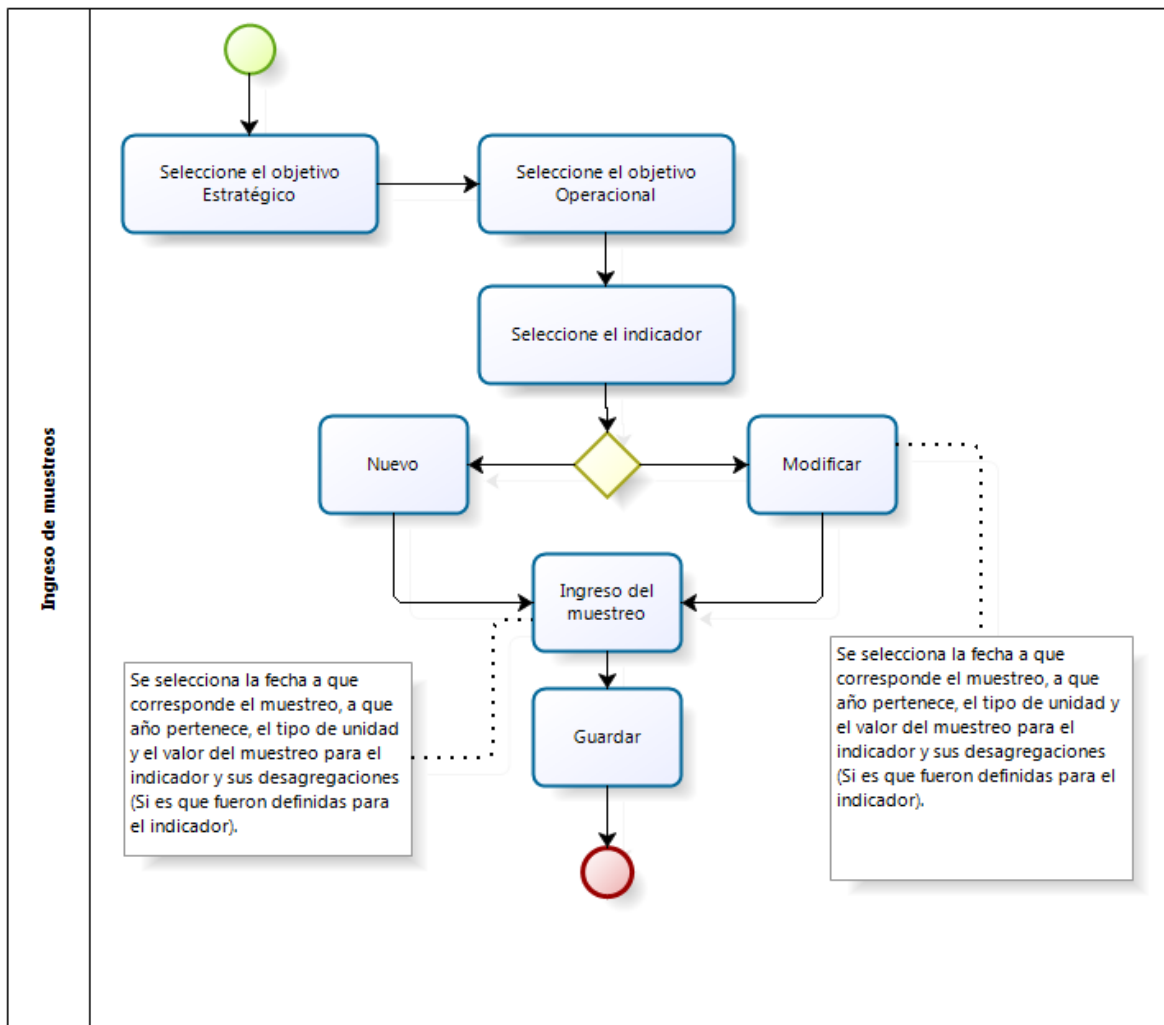 Ingreso de muestreos
Seleccione el objetivo
Estratégico
Seleccione el objetivo
Operacional
Seleccione el indicador
Nuevo
Modificar
Ingreso del
muestreo
Se selecciona la fecha a que
corresponde el muestreo, a que
año pertenece, el tipo de unidad
y el valor del muestreo para el
indicador y sus desagregaciones
(Si es que fueron definidas para
el indicador).
Se selecciona la fecha a que
corresponde el muestreo, a que
año pertenece, el tipo de unidad y
el valor del muestreo para el
indicador y sus desagregaciones
(Si es que fueron definidas para el
indicador).
Guardar